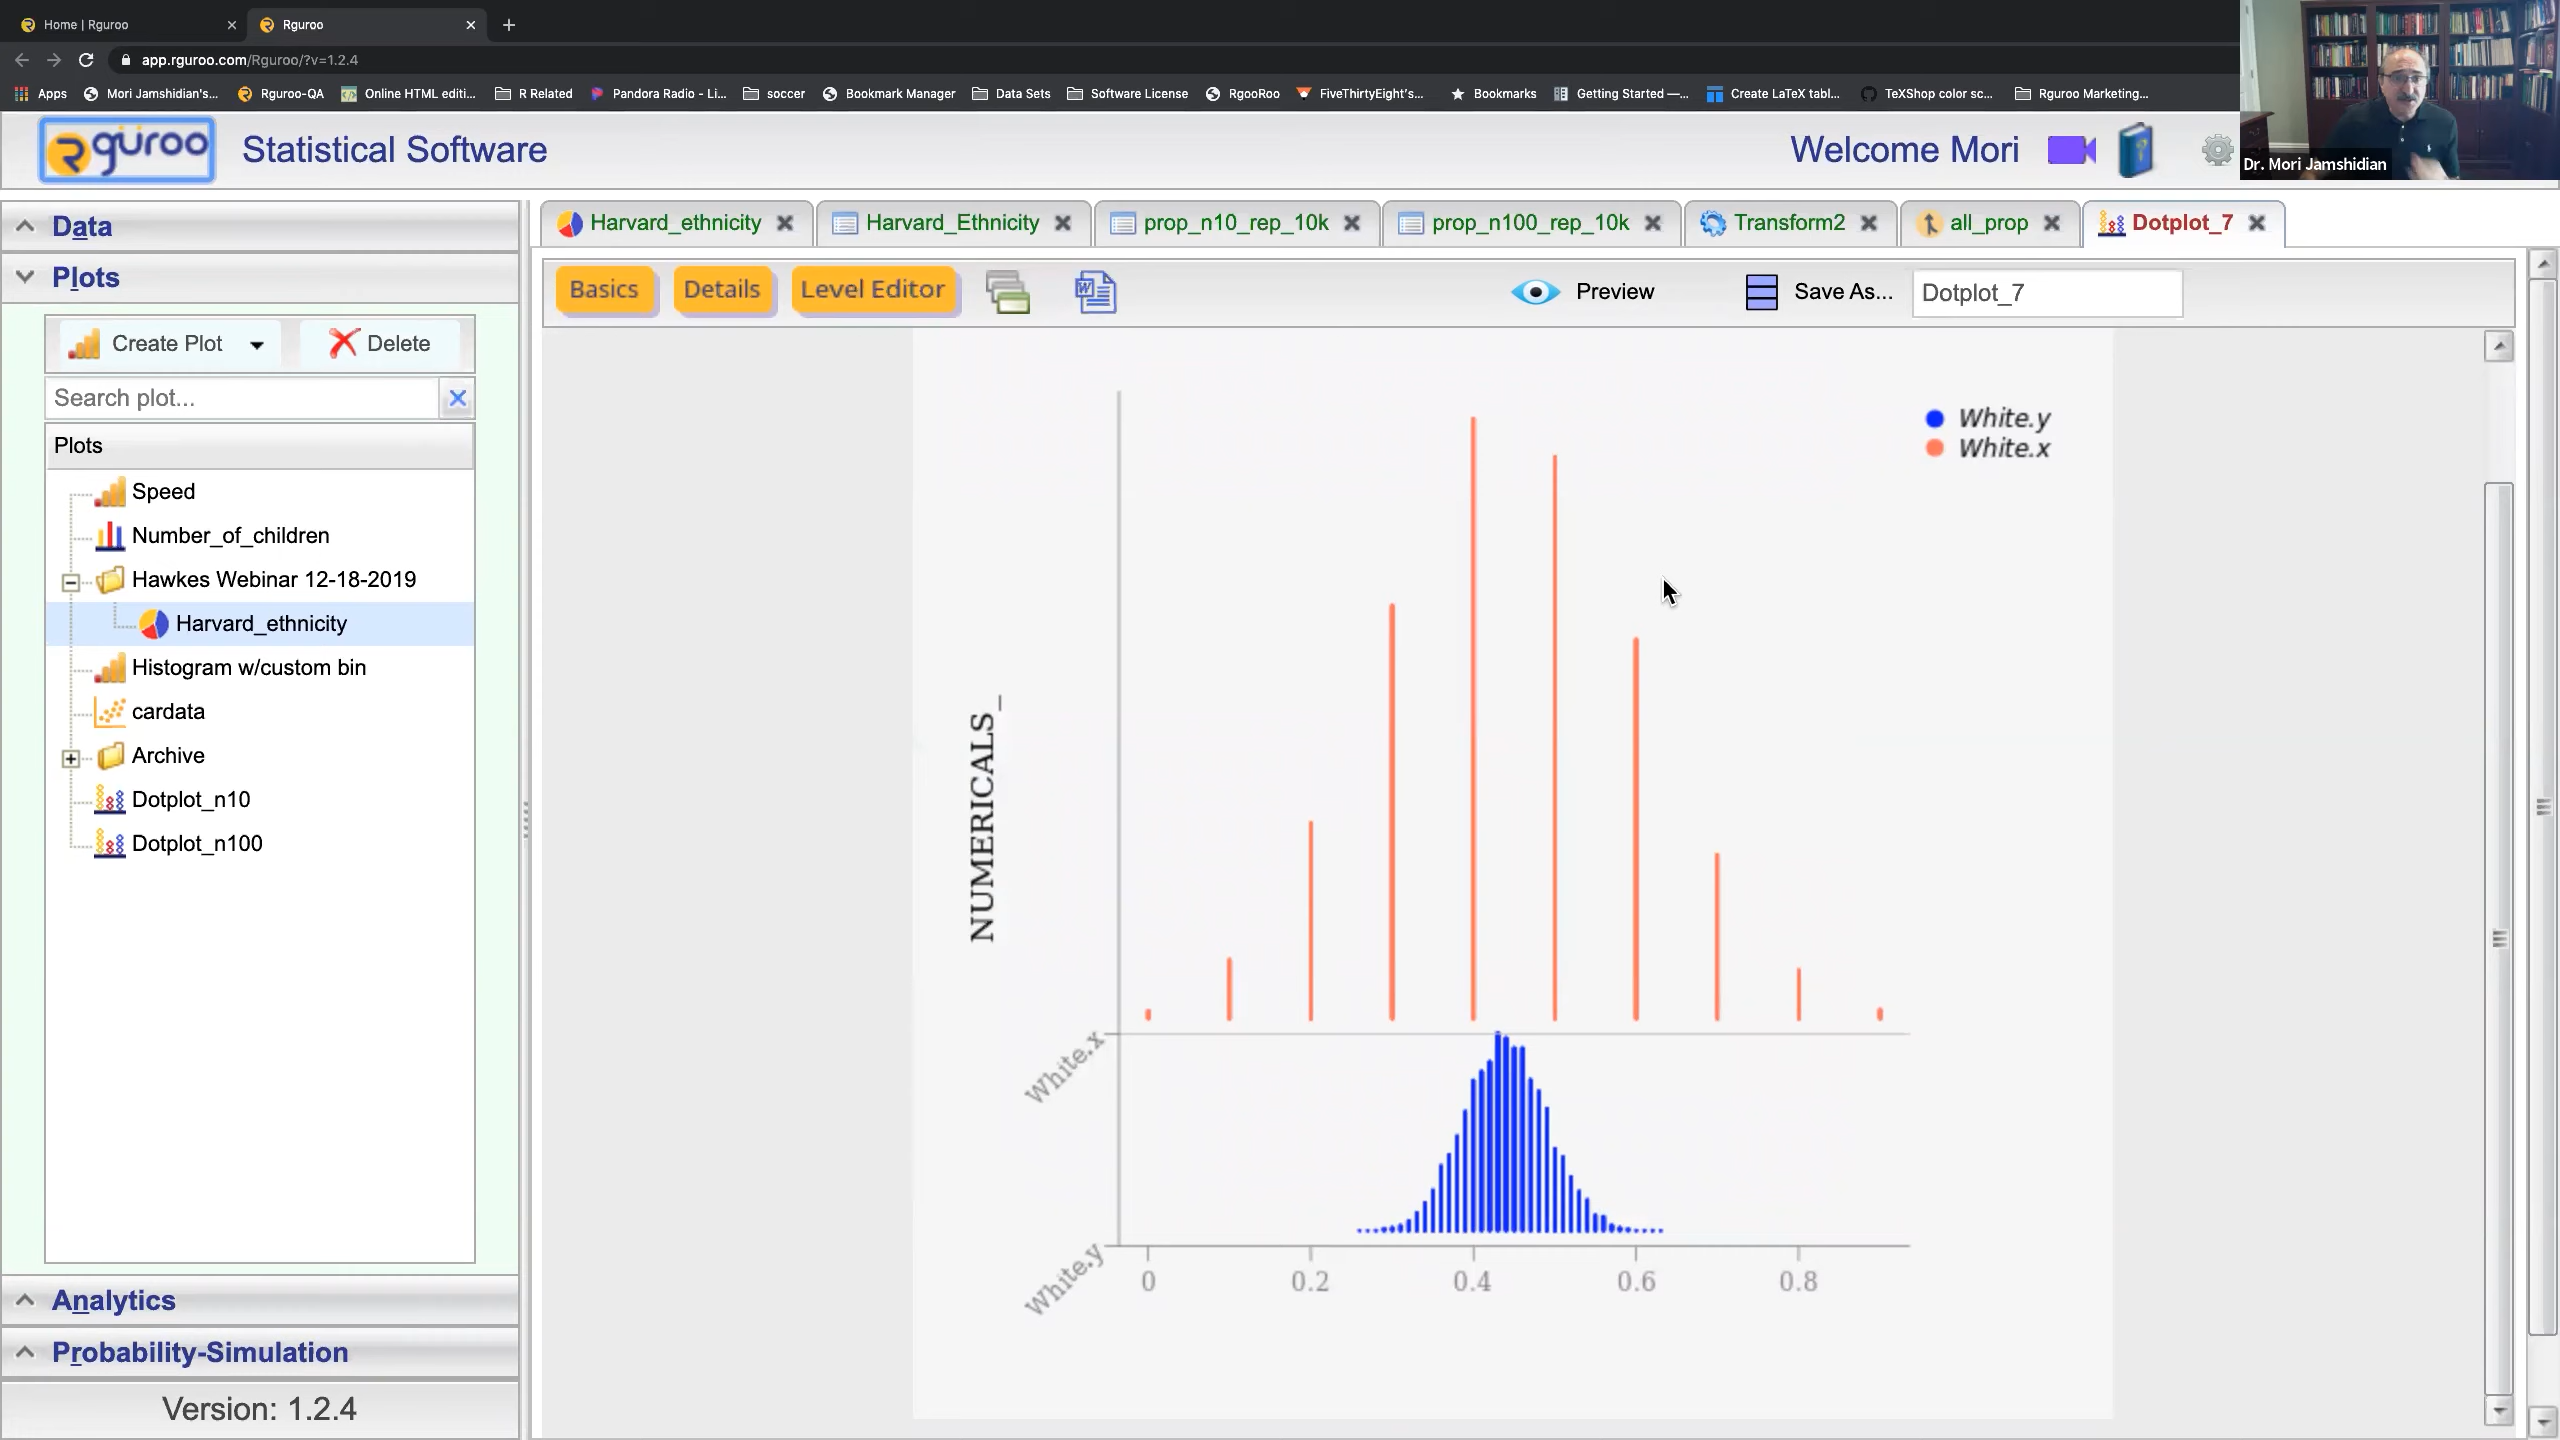 Home | Rguroo
Rguroo
app.rguroo.com/Rguroo/?v=1.2.4
Apps Mori Jamshidian's... Rguroo-QA Online HTML editi... R Related Pandora Radio - Li... soccer Bookmark Manager Data Sets Software License RgooRoo FiveThirtyEight's... Bookmarks Getting Started —... Create LaTeX tabl... TeXShop color sc... Rguroo Marketing...
Rguroo Statistical Software
Welcome Mori
Dr. Mori Jamshidian
Data
Plots
Create Plot
Delete
Search plot...
Plots
Speed
Number_of_children
Hawkes Webinar 12-18-2019
Harvard_ethnicity
Histogram w/custom bin
cardata
Archive
Dotplot_n10
Dotplot_n100
Analytics
Probability-Simulation
Version: 1.2.4
Harvard_ethnicity Harvard_Ethnicity prop_n10_rep_10k prop_n100_rep_10k Transform2 all_prop Dotplot_7
Basics Details Level Editor Preview Save As... Dotplot_7
White.y
White.x
NUMERICALS_
White.x
White.y
0 0.2 0.4 0.6 0.8